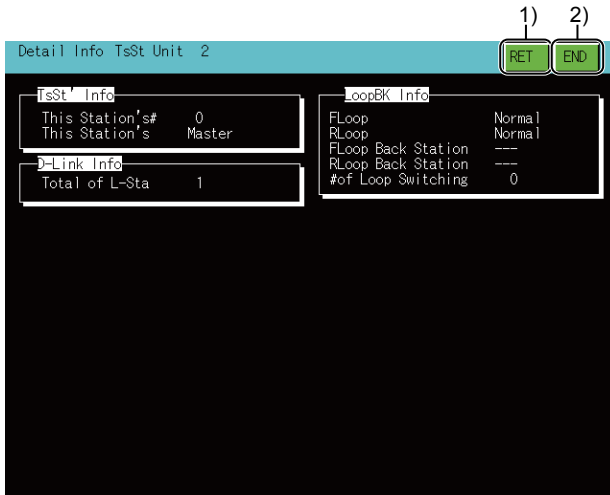 1) 2)
Detail Info TsSt Unit 2
RET END
TsSt' Info
This Station's# 0
This Station's Master
D-Link Info
Total of L-Sta 1
LoopBK Info
FLoop Normal
RLoop Normal
FLoop Back Station ---
RLoop Back Station ---
#of Loop Switching 0